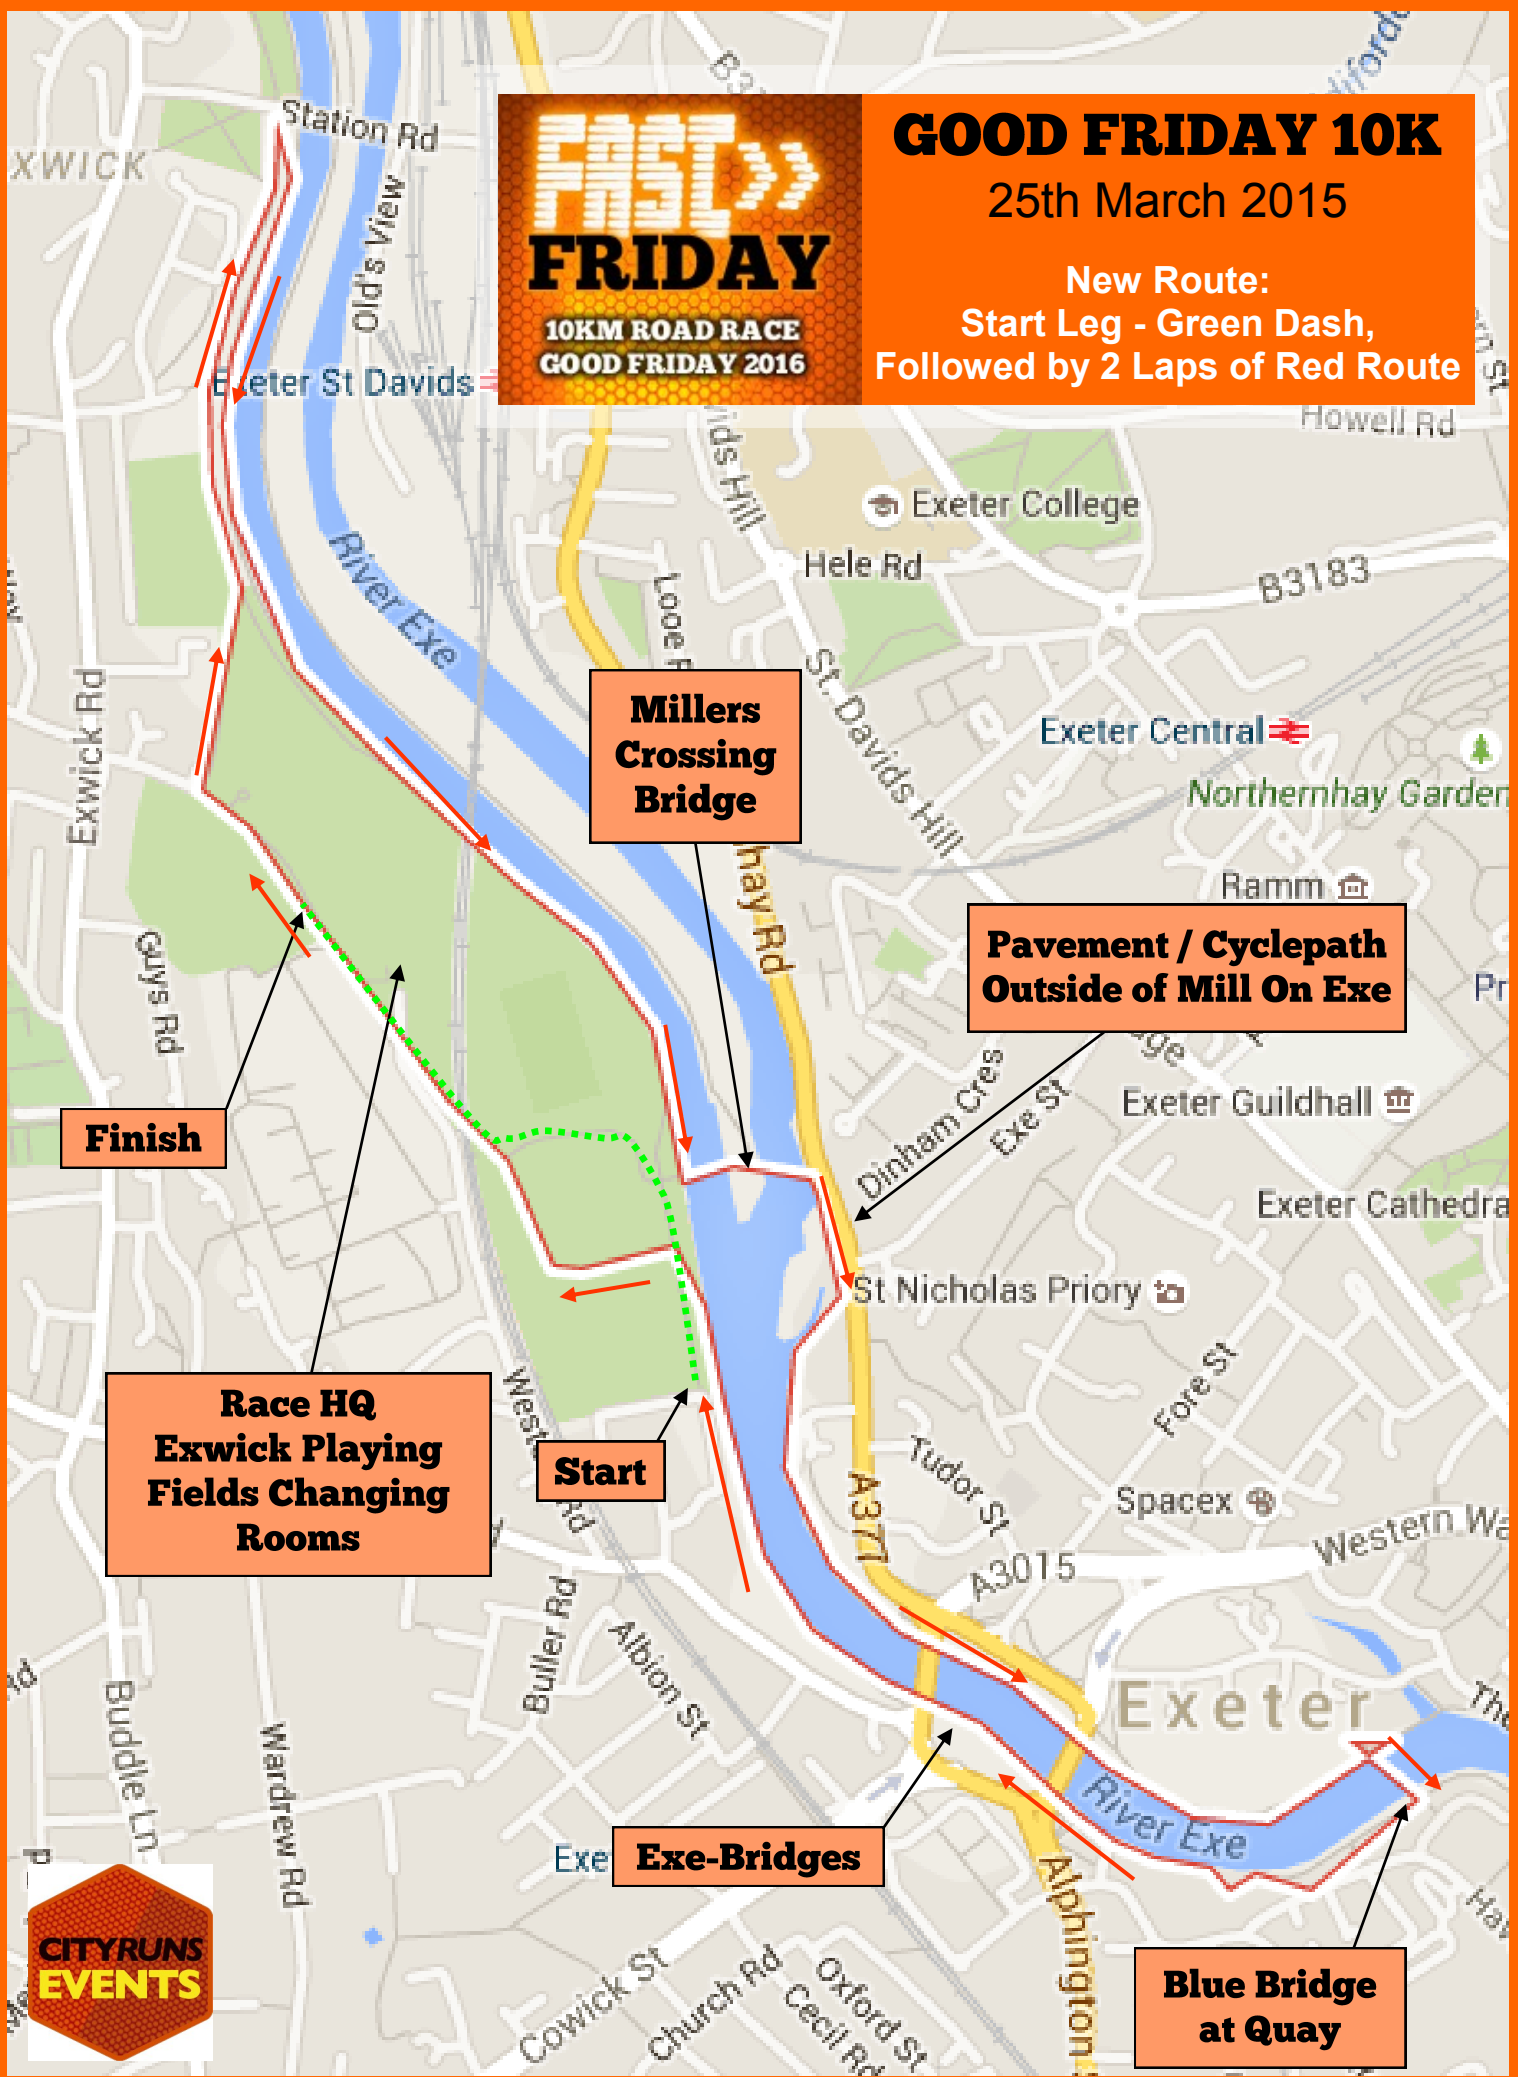 Station Rd
XWICK
Old's View
FAST>>
FRIDAY
10KM ROAD RACE
GOOD FRIDAY 2016
GOOD FRIDAY 10K
25th March 2015
New Route:
Start Leg - Green Dash,
Followed by 2 Laps of Red Route
Exeter St Davids
Howell Rd
Exeter College
Hele Rd
B3183
River Exe
Exwick Rd
Millers
Crossing
Bridge
St. Davids Hill
Exeter Central
Northernhay Garden
Ramm
Pavement / Cyclepath
Outside of Mill On Exe
Guys Rd
Dinham Cres
Exe St
Exeter Guildhall
Finish
Exeter Cathedra
St Nicholas Priory
Fore St
Race HQ
Exwick Playing
Fields Changing
Rooms
Start
Tudor St
A377
Spacex
Western Wa
A3015
Buller Rd
Albion St
Exeter
The
Buddle Ln
Wardrew Rd
River Exe
Exe
Exe-Bridges
Alphington
CITYRUNS
EVENTS
Cowick St
Church Rd
Oxford St
Cecil Rd
Blue Bridge
at Quay